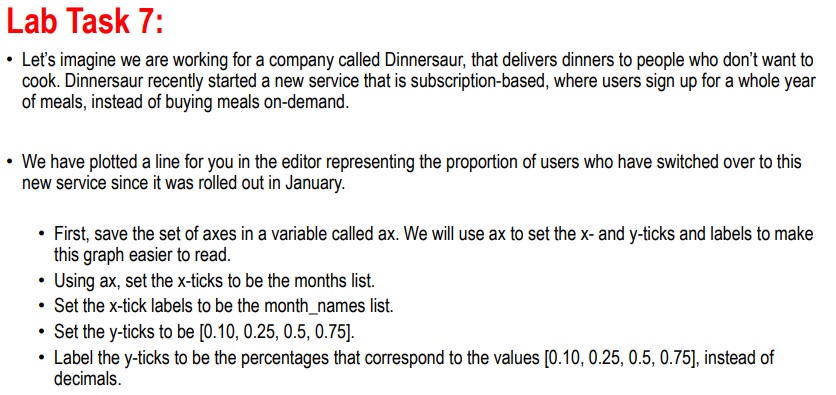 Lab Task 7:
• Let's imagine we are working for a company called Dinnersaur, that delivers dinners to people who don't want to
cook. Dinnersaur recently started a new service that is subscription-based, where users sign up for a whole year
of meals, instead of buying meals on-demand.
• We have plotted a line for you in the editor representing the proportion of users who have switched over to this
new service since it was rolled out in January.
• First, save the set of axes in a variable called ax. We will use ax to set the x- and y-ticks and labels to make
this graph easier to read.
• Using ax, set the x-ticks to be the months list.
• Set the x-tick labels to be the month_names list.
• Set the y-ticks to be [0.10, 0.25, 0.5, 0.75].
• Label the y-ticks to be the percentages that correspond to the values [0.10, 0.25, 0.5, 0.75], instead of
decimals.